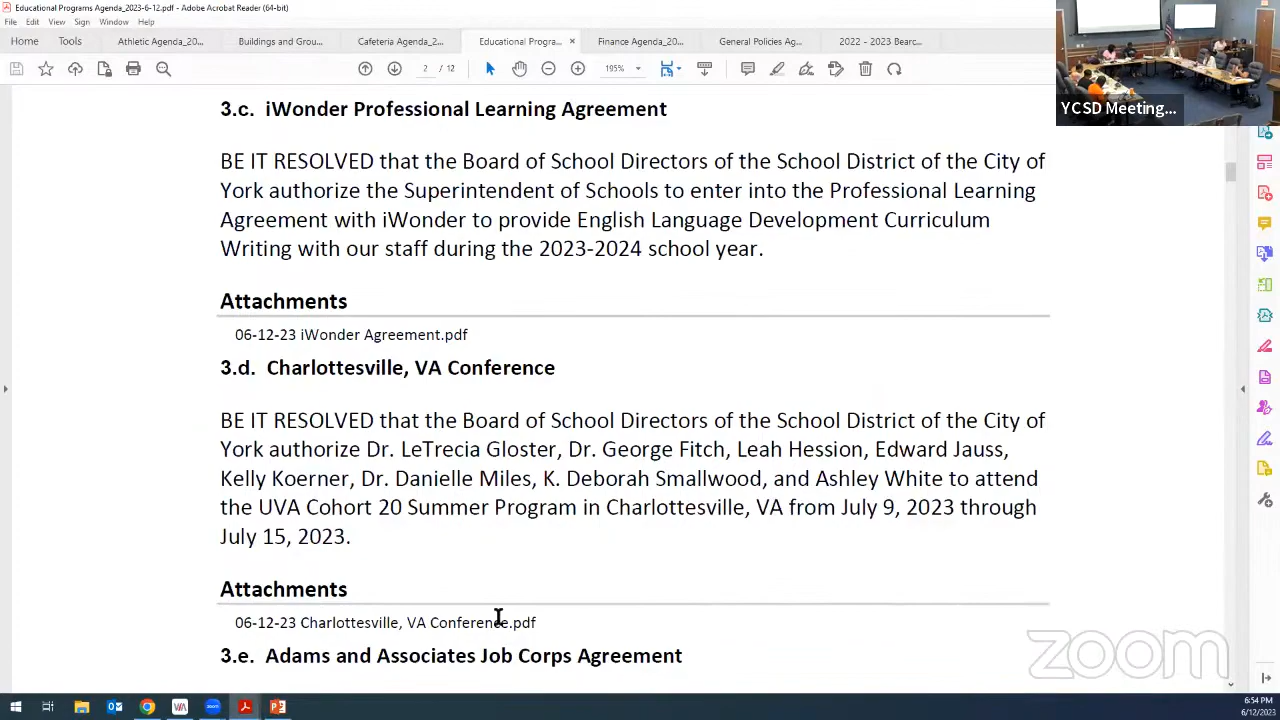 Educational Programs Agenda_2023-6-12.pdf - Adobe Acrobat Reader (64-bit)
File Edit View Sign Window Help
Home Tools Athletic Agenda_20... Buildings and Grou... Cafeteria Agenda_2... Educational Progra... × Finance Agenda_20... General Policies Ag... 2022 - 2023 Bearc...
/ 12 195%
YCSD Meeting...
3.c. iWonder Professional Learning Agreement
BE IT RESOLVED that the Board of School Directors of the School District of the City of
York authorize the Superintendent of Schools to enter into the Professional Learning
Agreement with iWonder to provide English Language Development Curriculum
Writing with our staff during the 2023-2024 school year.
Attachments
06-12-23 iWonder Agreement.pdf
3.d. Charlottesville, VA Conference
BE IT RESOLVED that the Board of School Directors of the School District of the City of
York authorize Dr. LeTrecia Gloster, Dr. George Fitch, Leah Hession, Edward Jauss,
Kelly Koerner, Dr. Danielle Miles, K. Deborah Smallwood, and Ashley White to attend
the UVA Cohort 20 Summer Program in Charlottesville, VA from July 9, 2023 through
July 15, 2023.
Attachments
06-12-23 Charlottesville, VA Conference.pdf
3.e. Adams and Associates Job Corps Agreement
zoom
6:54 PM
6/12/2023